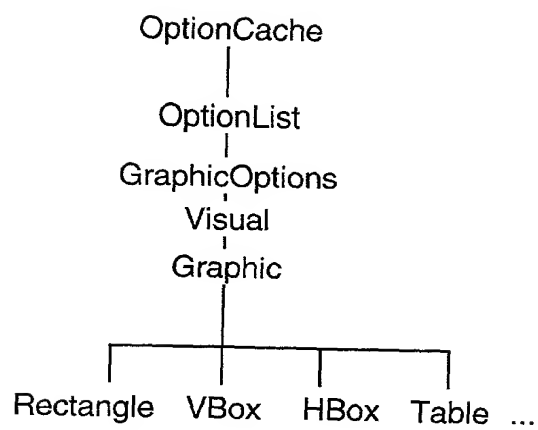 OptionCache
OptionList
GraphicOptions
Visual
Graphic
Rectangle VBox HBox Table ...